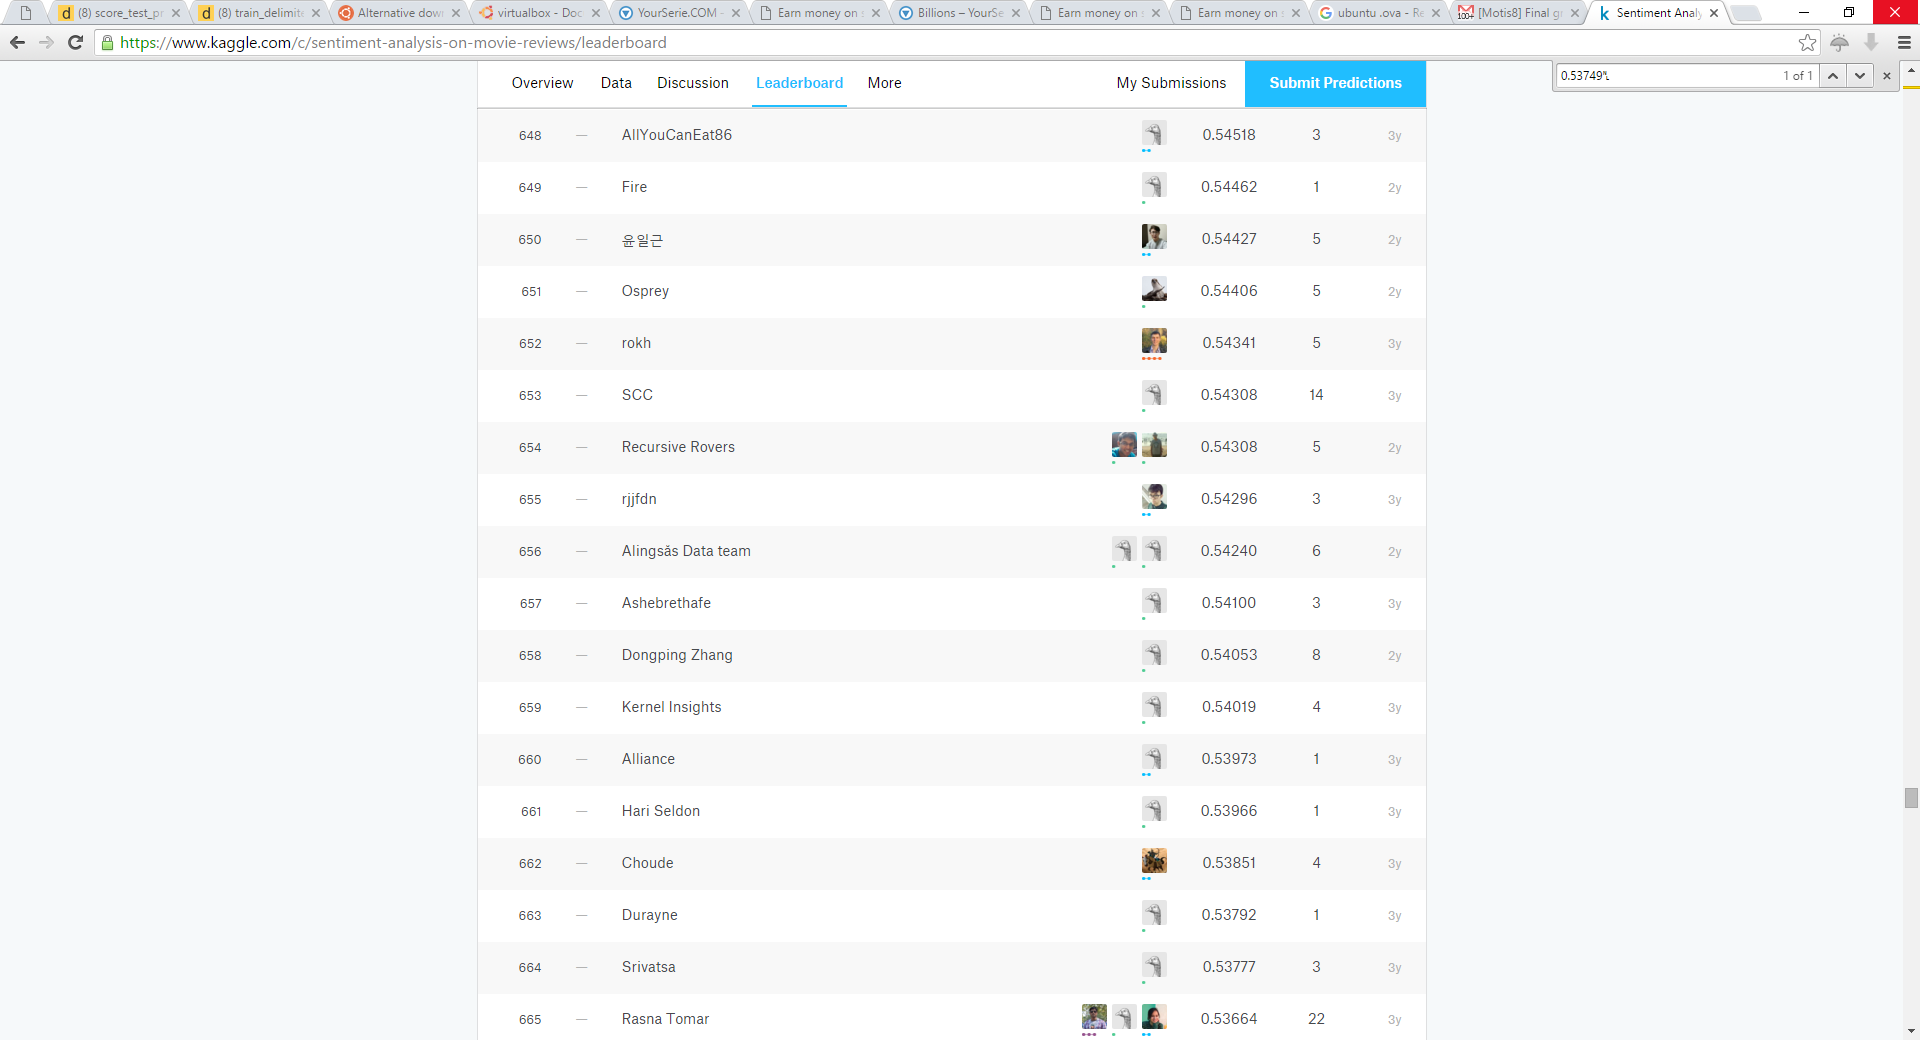 (8) score_test_pr
(8) train_delimite
Alternative dow
virtualbox - Doc
YourSerie.COM -
Billions – YourSe
Earn money on s
Earn money on s
ubuntu .ova - Re
[Motis8] Final gr
Sentiment Analy
https://www.kaggle.com/c/sentiment-analysis-on-movie-reviews/leaderboard
1 of 1
Overview Data Discussion Leaderboard More My Submissions Submit Predictions
648 — AllYouCanEat86 0.54518 3 3y
649 — Fire 0.54462 1 2y
650 — 윤일근 0.54427 5 2y
651 — Osprey 0.54406 5 2y
652 — rokh 0.54341 5 3y
653 — SCC 0.54308 14 3y
654 — Recursive Rovers 0.54308 5 2y
655 — rjjfdn 0.54296 3 3y
656 — Alingsås Data team 0.54240 6 2y
657 — Ashebrethafe 0.54100 3 3y
658 — Dongping Zhang 0.54053 8 2y
659 — Kernel Insights 0.54019 4 3y
660 — Alliance 0.53973 1 3y
661 — Hari Seldon 0.53966 1 3y
662 — Choude 0.53851 4 3y
663 — Durayne 0.53792 1 3y
664 — Srivatsa 0.53777 3 3y
665 — Rasna Tomar 0.53664 22 3y